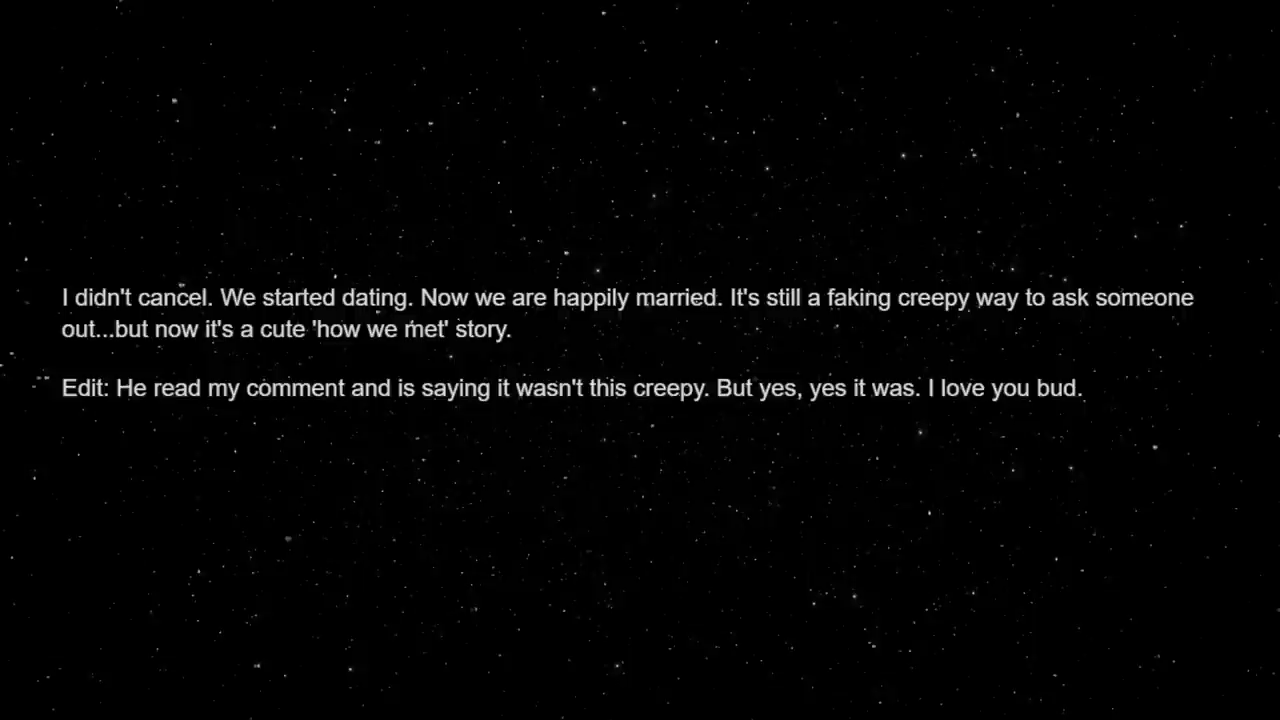 I didn't cancel. We started dating. Now we are happily married. It's still a faking creepy way to ask someone
out...but now it's a cute 'how we met' story.
Edit: He read my comment and is saying it wasn't this creepy. But yes, yes it was. I love you bud.